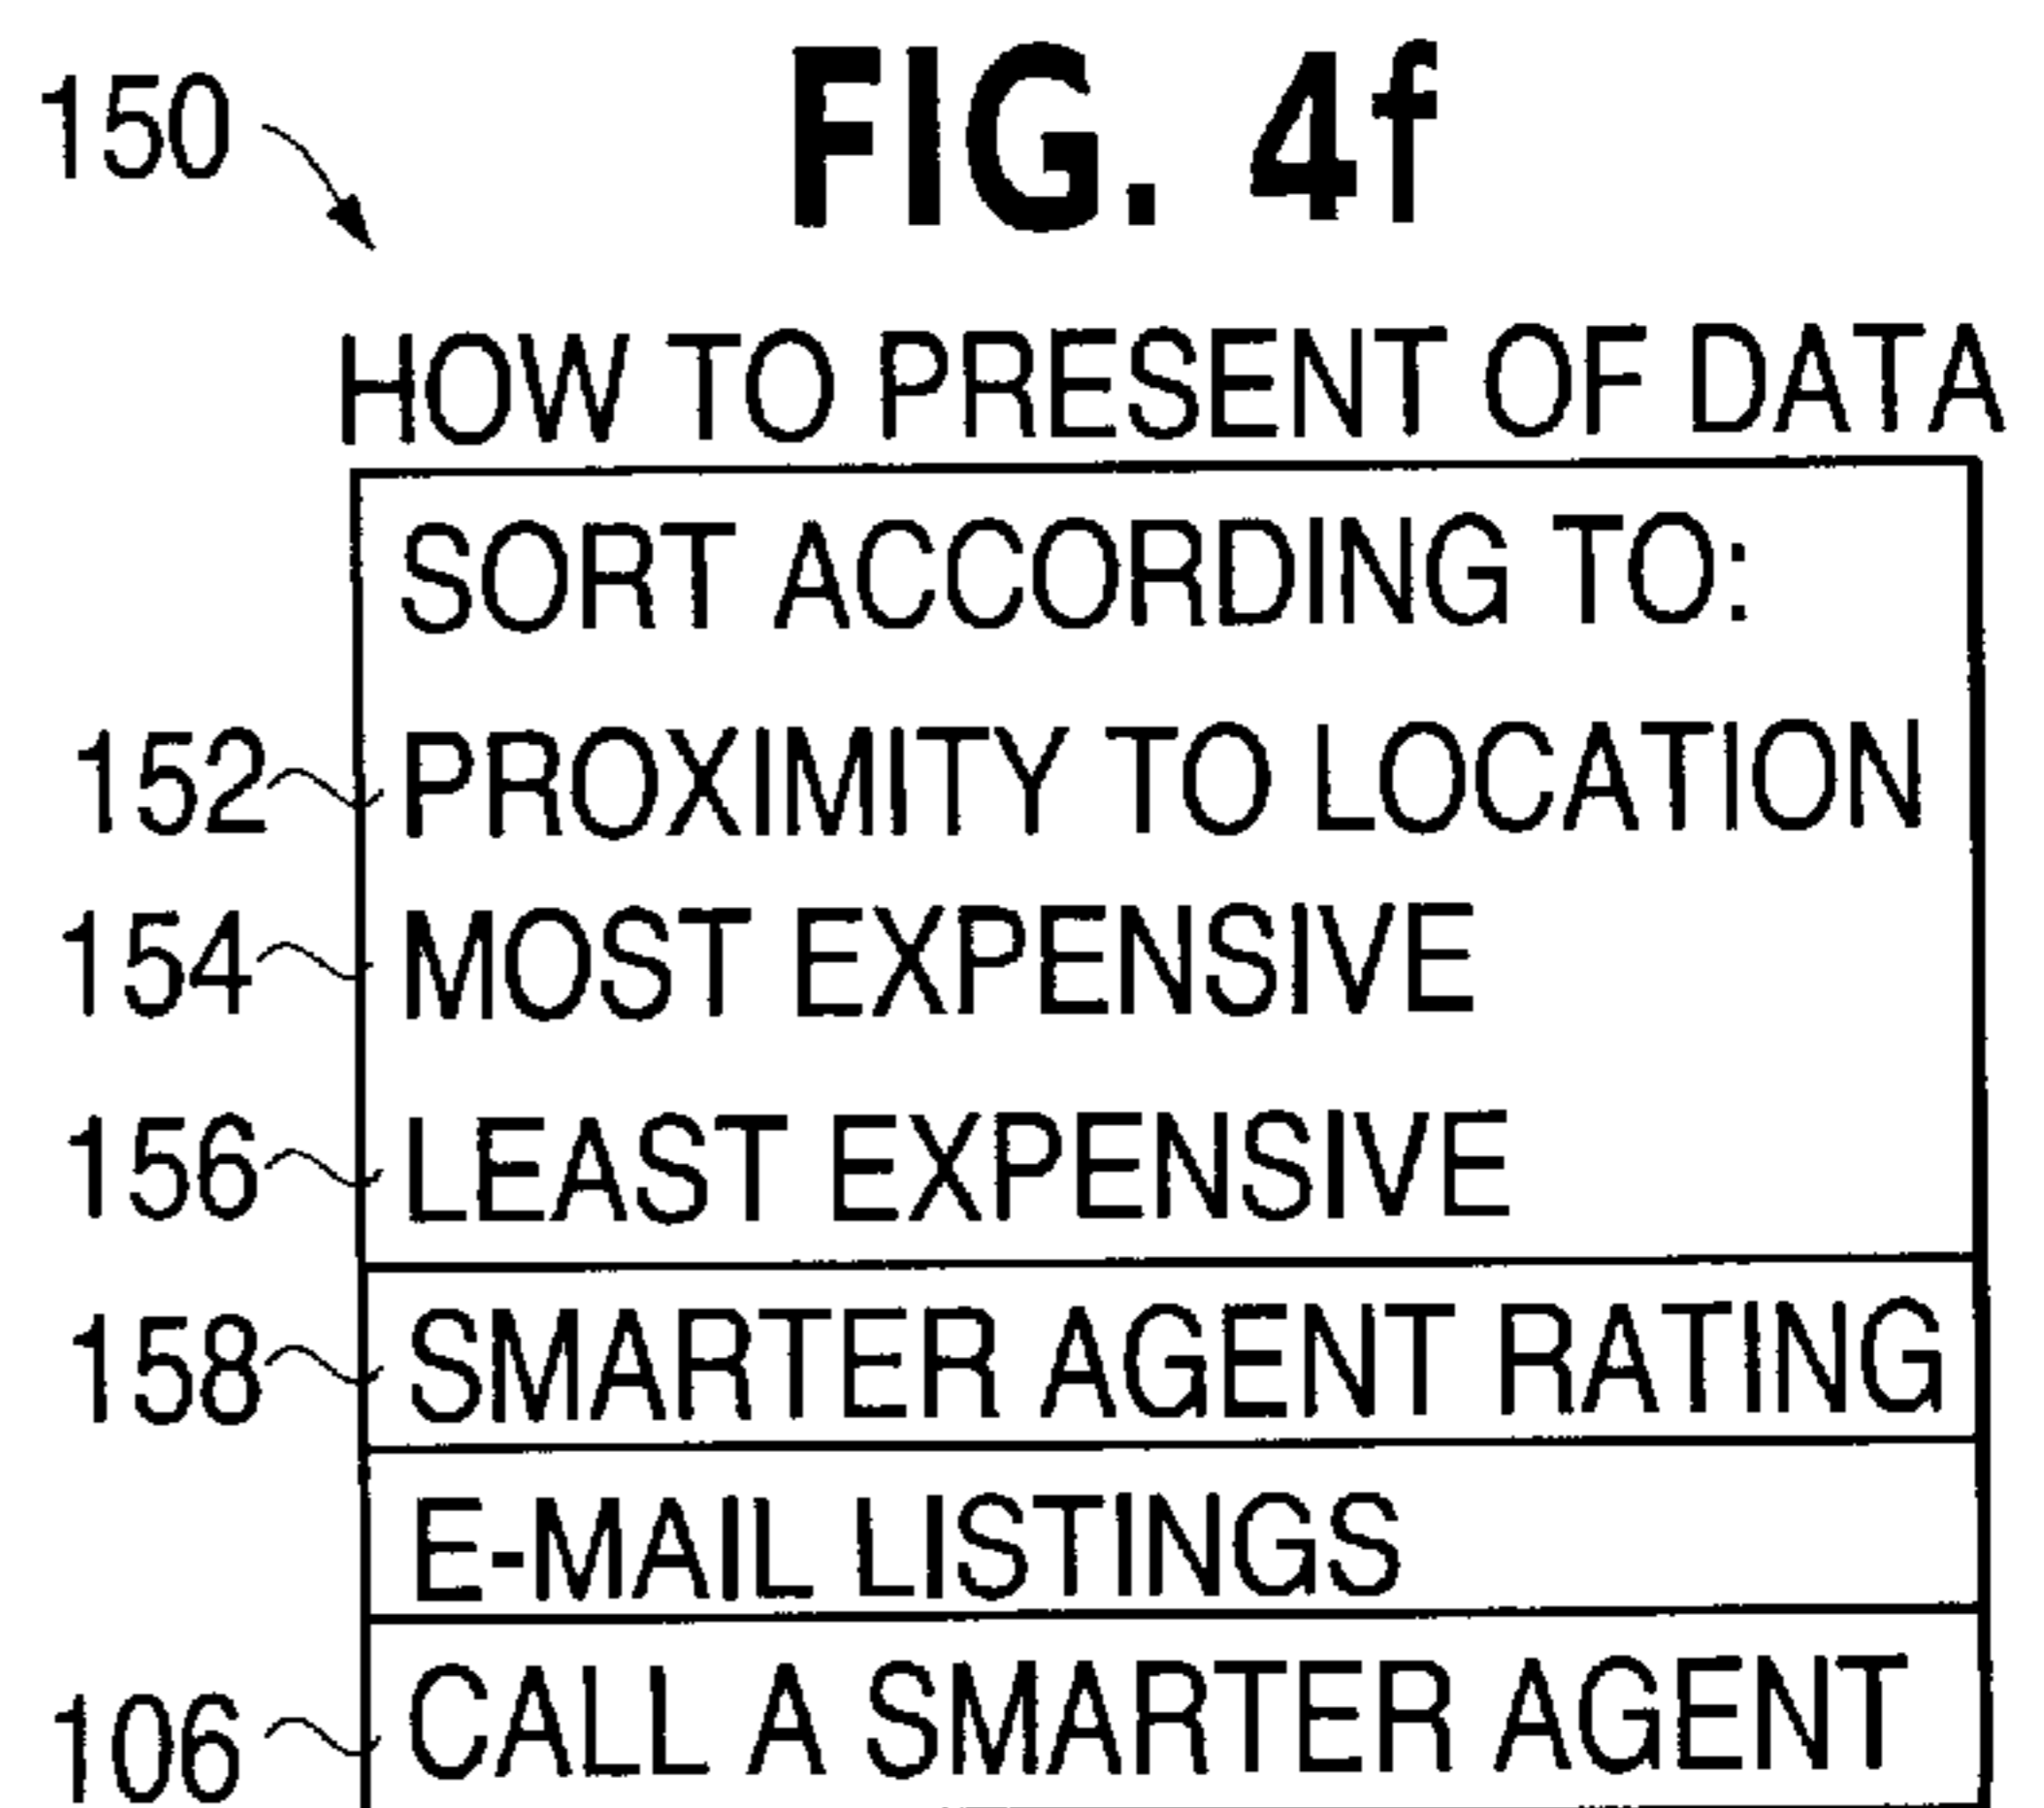 FIG. 4f
150
HOW TO PRESENT OF DATA
SORT ACCORDING TO:
152 PROXIMITY TO LOCATION
154 MOST EXPENSIVE
156 LEAST EXPENSIVE
158 SMARTER AGENT RATING
E-MAIL LISTINGS
106 CALL A SMARTER AGENT